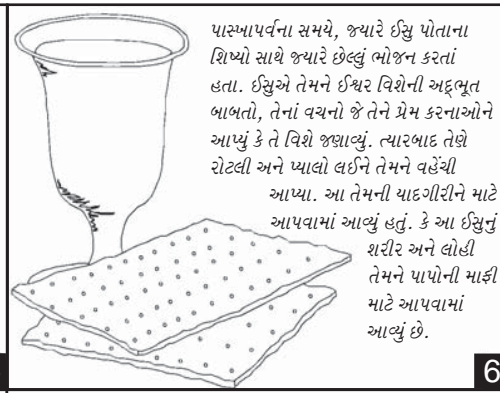 પાસ્ખાપર્વના સમયે, જ્યારે ઈસુ પોતાના
શિષ્યો સાથે જ્યારે છેલ્લું ભોજન કરતાં
હતા. ઈસુએ તેમને ઈશ્વર વિશેની અદ્દ્ભૂત
બાબતો, તેનાં વચનો જે તેને પ્રેમ કરનાઓને
આપ્યું કે તે વિશે જણાવ્યું. ત્યારબાદ તેણે
રોટલી અને પ્યાલો લઈને તેમને વહેંચી
આપ્યા. આ તેમની યાદગીરીને માટે
આપવામાં આવ્યું હતું. કે આ ઈસુનું
શરીર અને લોહી
તેમને પાપોની માફી
માટે આપવામાં
આવ્યું છે.
6